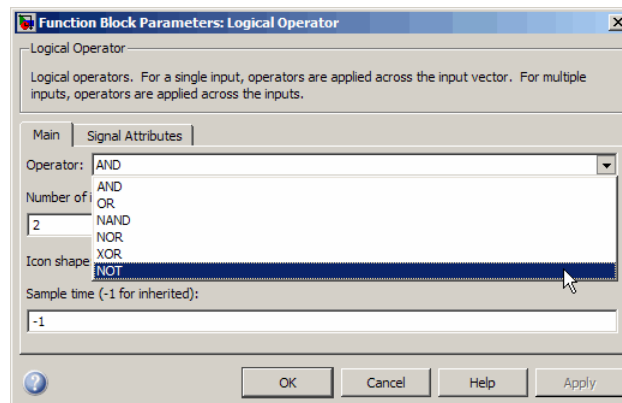 Function Block Parameters: Logical Operator
Logical Operator
Logical operators. For a single input, operators are applied across the input vector. For multiple
inputs, operators are applied across the inputs.
Main
Signal Attributes
Operator: AND
AND
Number of i
OR
NAND
2
NOR
XOR
Icon shape
NOT
Sample time (-1 for inherited):
-1
OK Cancel Help Apply